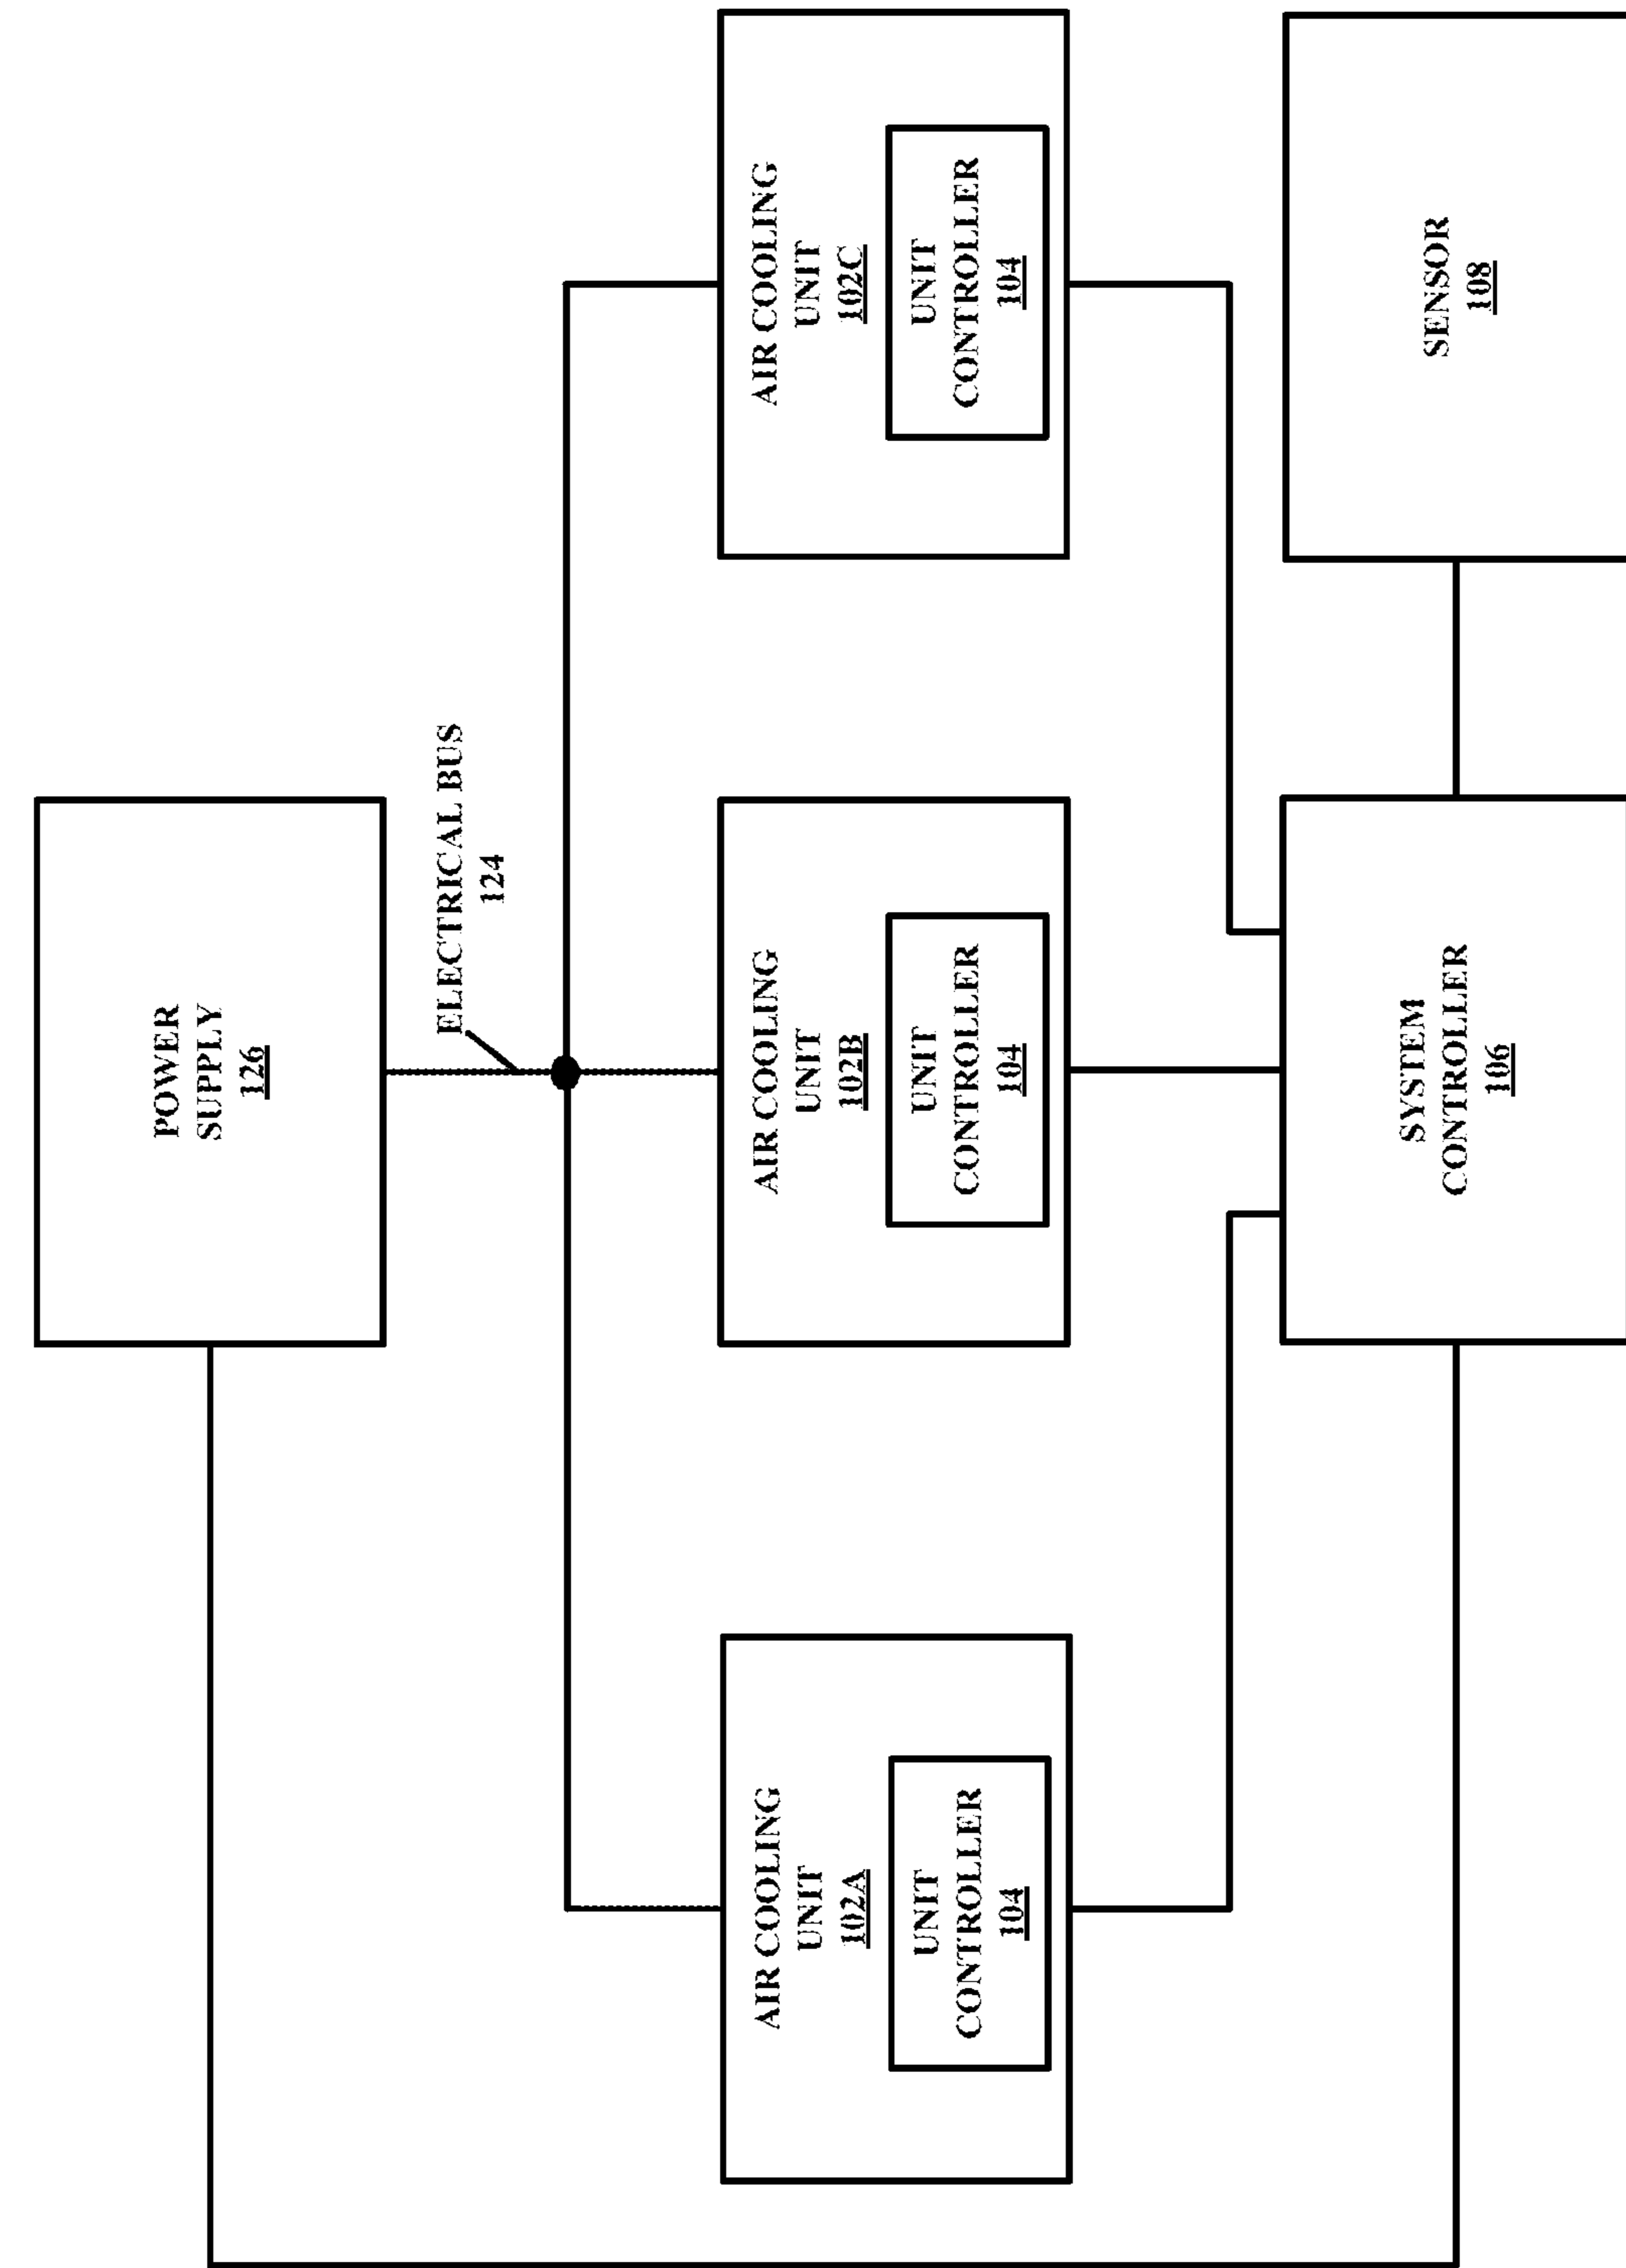 POWER
SUPPLY
126
ELECTRICAL BUS
124
AIR COOLING
UNIT
102A
UNIT
CONTROLLER
104
AIR COOLING
UNIT
102B
UNIT
CONTROLLER
104
AIR COOLING
UNIT
102C
UNIT
CONTROLLER
104
SYSTEM
CONTROLLER
106
SENSOR
108